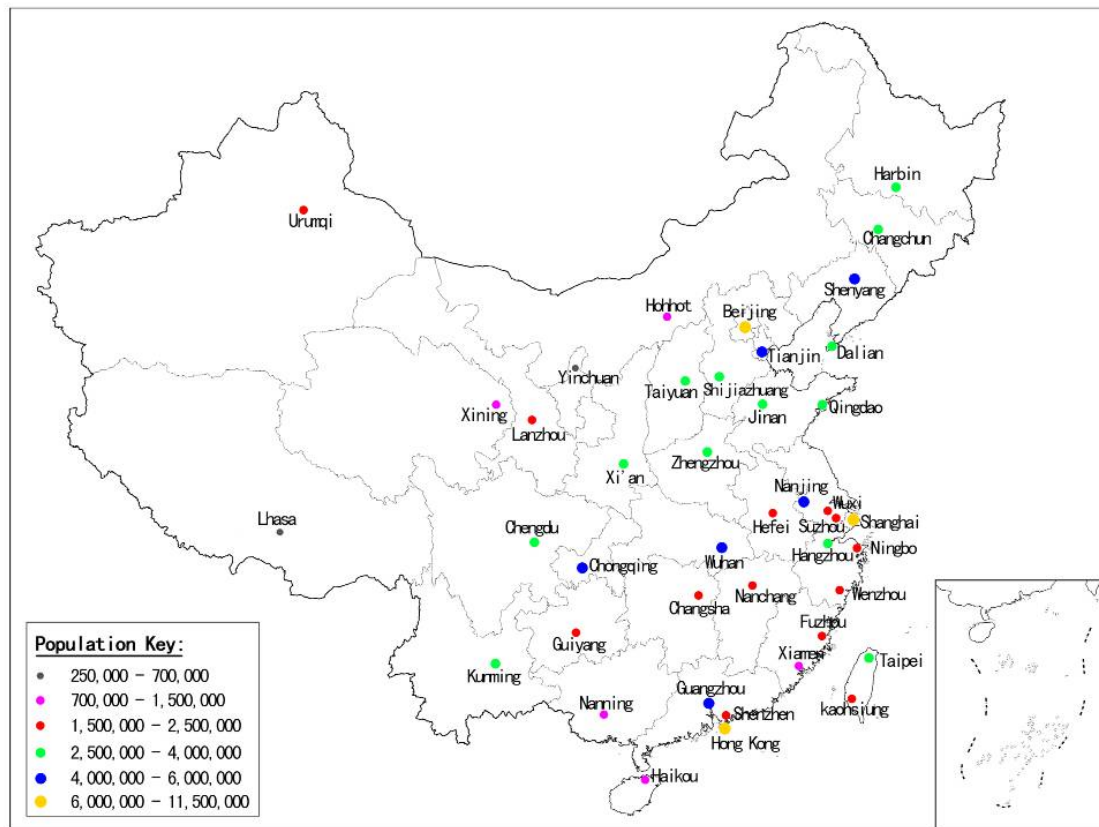 Harbin
Urumqi
Changchun
Shenyang
Hohhot
Beijing
Tianjin
Dalian
Yinchuan
Taiyuan
Shijiazhuang
Xining
Jinan
Qingdao
Lanzhou
Zhengzhou
Xi'an
Nanjing
Wuxi
Lhasa
Hefei
Suzhou
Shanghai
Chengdu
Hangzhou
Ningbo
Wuhan
Chongqing
Nanchang
Wenzhou
Changsha
Fuzhou
Guiyang
Xiamen
Taipei
Kunming
Guangzhou
Nanning
Shentzhen
kaohsiung
Hong Kong
Haikou
Population Key:
250,000 - 700,000
700,000 - 1,500,000
1,500,000 - 2,500,000
2,500,000 - 4,000,000
4,000,000 - 6,000,000
6,000,000 - 11,500,000